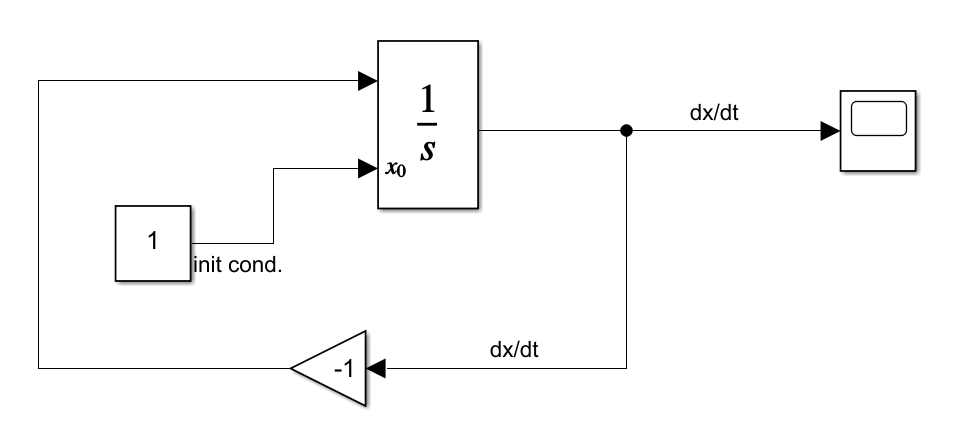 1
s
x0
dx/dt
1
init cond.
-1
dx/dt